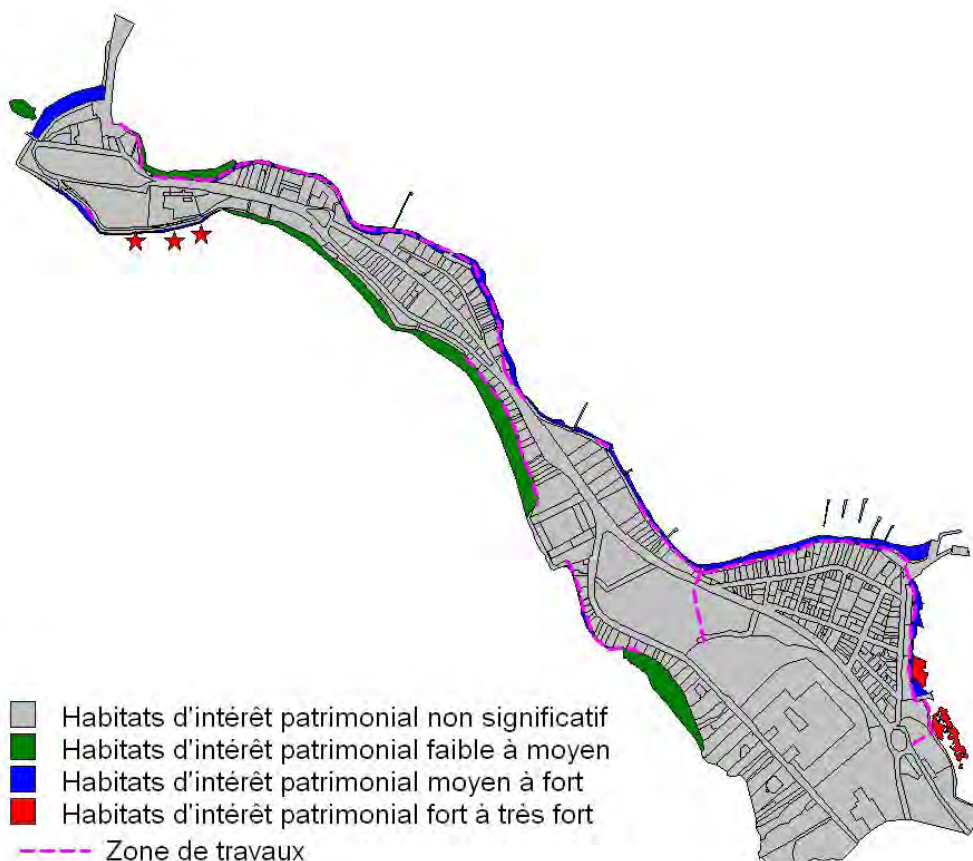 Habitats d'intérêt patrimonial non significatif
Habitats d'intérêt patrimonial faible à moyen
Habitats d'intérêt patrimonial moyen à fort
Habitats d'intérêt patrimonial fort à très fort
Zone de travaux